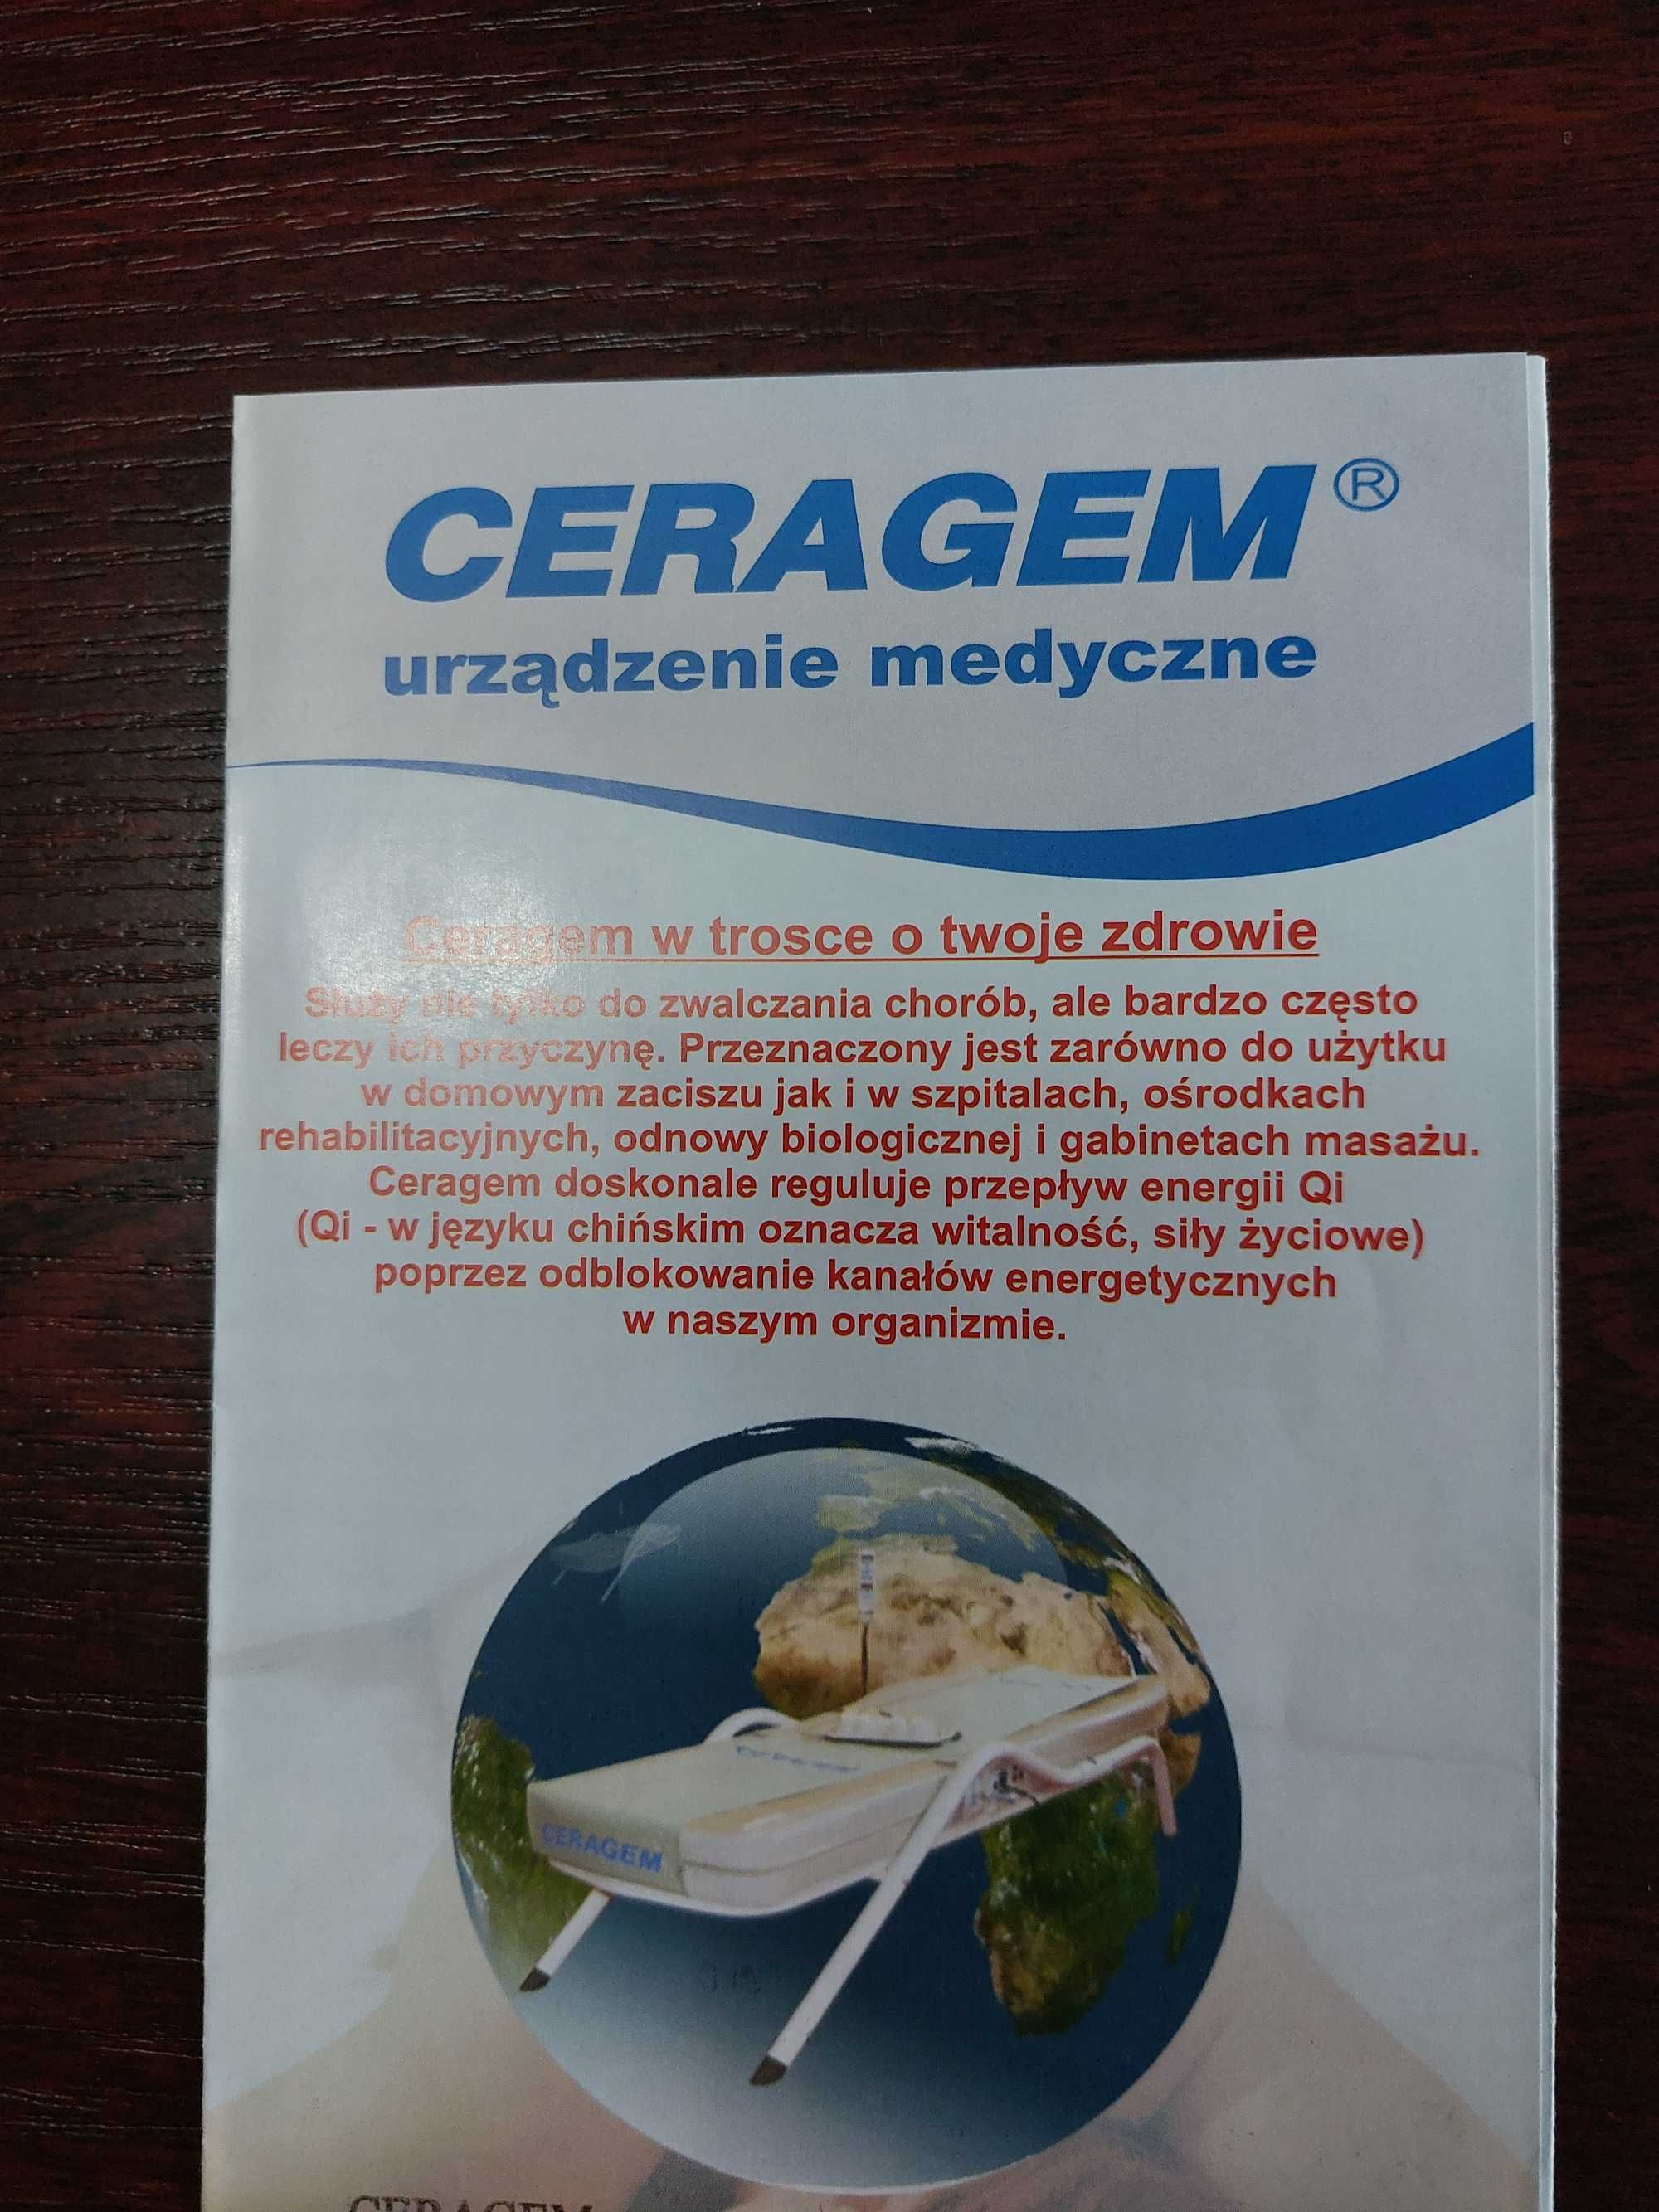 CERAGEM®
urządzenie medyczne
Ceragem w trosce o twoje zdrowie
Służy nie tylko do zwalczania chorób, ale bardzo często
leczy ich przyczynę. Przeznaczony jest zarówno do użytku
w domowym zaciszu jak i w szpitalach, ośrodkach
rehabilitacyjnych, odnowy biologicznej i gabinetach masażu.
Ceragem doskonale reguluje przepływ energii Qi
(Qi - w języku chińskim oznacza witalność, siły życiowe)
poprzez odblokowanie kanałów energetycznych
w naszym organizmie.
CERAGEM
CERAGEM